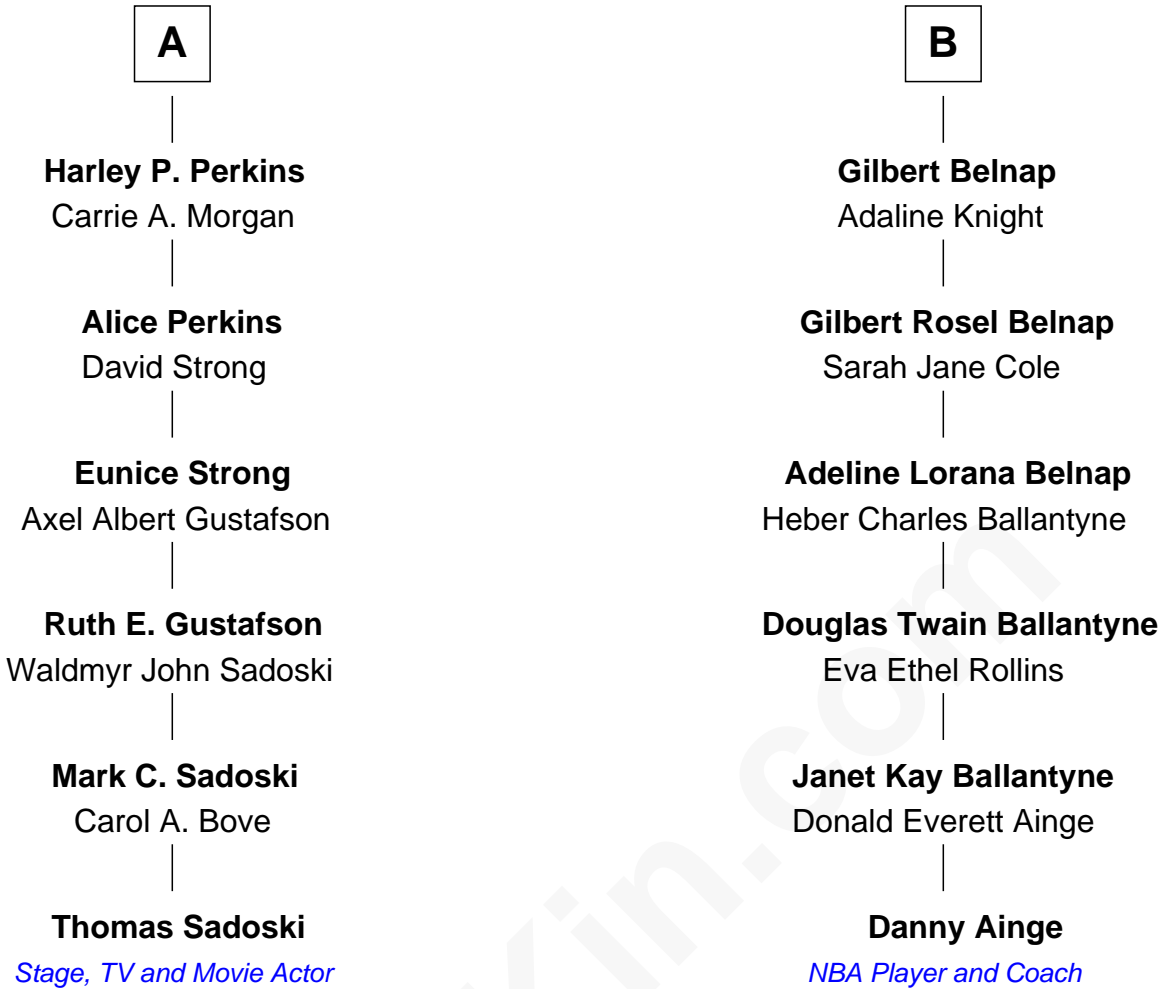 A
Harley P. Perkins
Carrie A. Morgan
Alice Perkins
David Strong
Eunice Strong
Axel Albert Gustafson
Ruth E. Gustafson
Waldmyr John Sadoski
Mark C. Sadoski
Carol A. Bove
Thomas Sadoski
Stage, TV and Movie Actor
B
Gilbert Belnap
Adaline Knight
Gilbert Rosel Belnap
Sarah Jane Cole
Adeline Lorana Belnap
Heber Charles Ballantyne
Douglas Twain Ballantyne
Eva Ethel Rollins
Janet Kay Ballantyne
Donald Everett Ainge
Danny Ainge
NBA Player and Coach
Kin.com